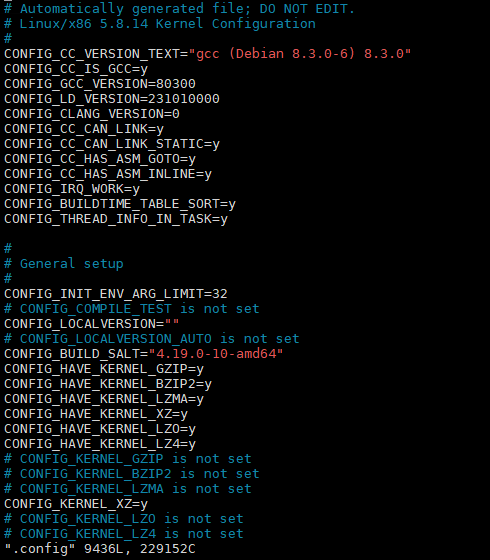 # Automatically generated file; DO NOT EDIT.
# Linux/x86 5.8.14 Kernel Configuration
#
CONFIG_CC_VERSION_TEXT="gcc (Debian 8.3.0-6) 8.3.0"
CONFIG_CC_IS_GCC=y
CONFIG_GCC_VERSION=80300
CONFIG_LD_VERSION=231010000
CONFIG_CLANG_VERSION=0
CONFIG_CC_CAN_LINK=y
CONFIG_CC_CAN_LINK_STATIC=y
CONFIG_CC_HAS_ASM_GOTO=y
CONFIG_CC_HAS_ASM_INLINE=y
CONFIG_IRQ_WORK=y
CONFIG_BUILDTIME_TABLE_SORT=y
CONFIG_THREAD_INFO_IN_TASK=y

#
# General setup
#
CONFIG_INIT_ENV_ARG_LIMIT=32
# CONFIG_COMPILE_TEST is not set
CONFIG_LOCALVERSION=""
# CONFIG_LOCALVERSION_AUTO is not set
CONFIG_BUILD_SALT="4.19.0-10-amd64"
CONFIG_HAVE_KERNEL_GZIP=y
CONFIG_HAVE_KERNEL_BZIP2=y
CONFIG_HAVE_KERNEL_LZMA=y
CONFIG_HAVE_KERNEL_XZ=y
CONFIG_HAVE_KERNEL_LZO=y
CONFIG_HAVE_KERNEL_LZ4=y
# CONFIG_KERNEL_GZIP is not set
# CONFIG_KERNEL_BZIP2 is not set
# CONFIG_KERNEL_LZMA is not set
CONFIG_KERNEL_XZ=y
# CONFIG_KERNEL_LZO is not set
# CONFIG_KERNEL_LZ4 is not set
".config" 9436L, 229152C